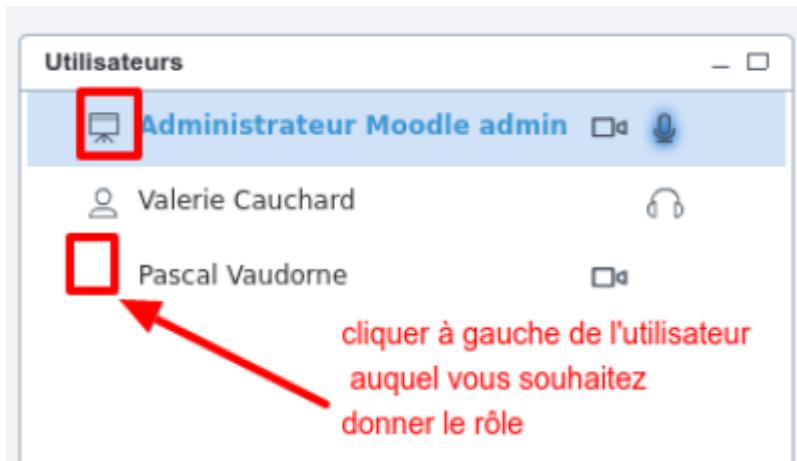 Utilisateurs
Administrateur Moodle admin
Valerie Cauchard
Pascal Vaudorne
cliquer à gauche de l'utilisateur
auquel vous souhaitez
donner le rôle